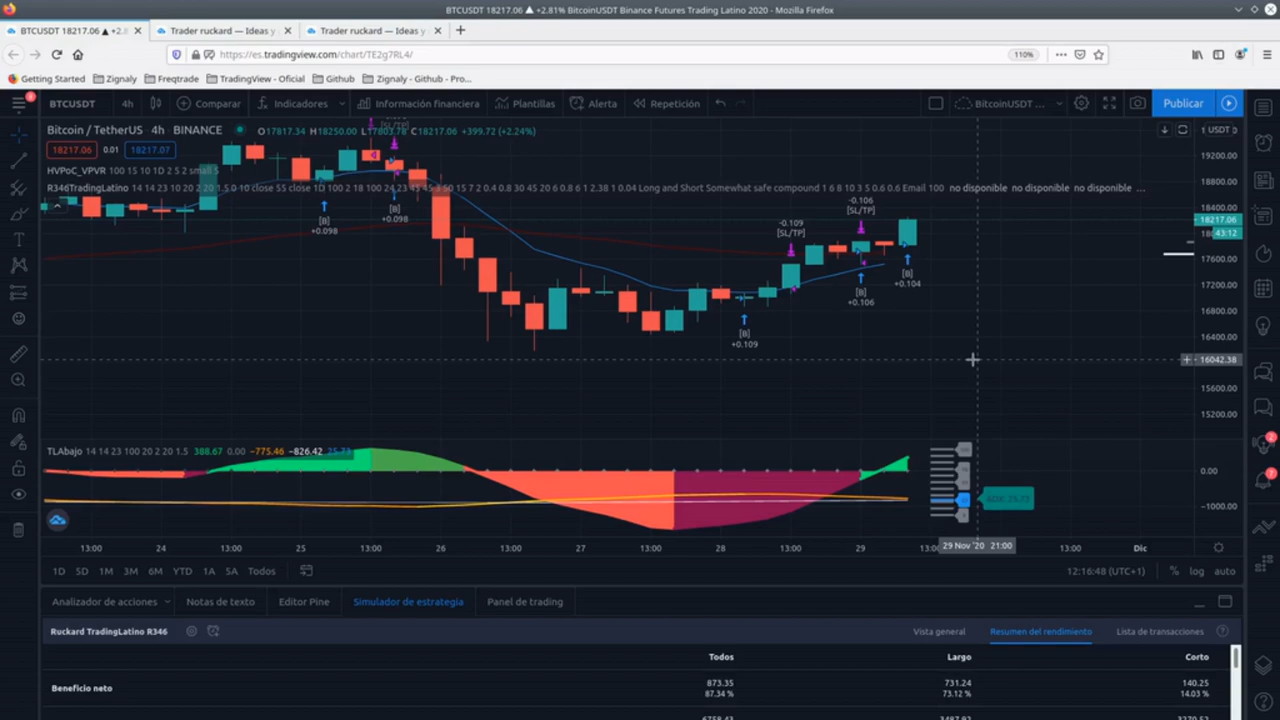 BTCUSDT 18217.06 ▲ +2.81% BitcoinUSDT Binance Futures Trading Latino 2020 - Mozilla Firefox
BTCUSDT 18217.06 ▲ +2.8
Trader ruckard — Ideas y
Trader ruckard — Ideas y
https://es.tradingview.com/chart/TE2g7RL4/
110%
Getting Started
Zignaly
Freqtrade
TradingView - Oficial
Github
Zignaly - Github - Pro...
8
BTCUSDT
4h
Comparar
Indicadores
Información financiera
Plantillas
Alerta
Repetición
BitcoinUSDT ...
Publicar
Bitcoin / TetherUS · 4h · BINANCE
O17817.34 H18250.00 L17803.78 C18217.06 +399.72 (+2.24%)
18217.06
0.01
18217.07
HVPoC_VPVR 100 15 10 1D 2 5 2 small 5
R346TradingLatino 14 14 23 10 20 2 20 1.5 0 10 close 55 close 1D 100 2 18 100 24 23 45 45 3 50 15 7 2 0.4 0.8 30 45 20 6 0.8 6 1 2.38 1 0.04 Long and Short Somewhat safe compound 1 6 8 10 3 5 0.6 0.6 Email 100 no disponible no disponible no disponible ...
[B]
+0.098
[B]
+0.098
[B]
+0.109
-0.109
[SL/TP]
-0.106
[SL/TP]
[B]
+0.106
[B]
+0.104
USDT
19200.00
18800.00
18400.00
18217.06
43:12
17600.00
17200.00
16800.00
16400.00
16042.38
15600.00
15200.00
TLAbajo 14 14 23 100 20 2 20 1.5 388.67 0.00 −775.46 −826.42 25.73
ADX: 25.73
0.00
−1000.00
13:00
24
13:00
25
13:00
26
13:00
27
13:00
28
13:00
29
13:0
29 Nov '20 21:00
13:00
Dic
1D
5D
1M
3M
6M
YTD
1A
5A
Todos
12:16:48 (UTC+1)
%
log
auto
Analizador de acciones
Notas de texto
Editor Pine
Simulador de estrategia
Panel de trading
Ruckard TradingLatino R346
Vista general
Resumen del rendimiento
Lista de transacciones
Todos
Largo
Corto
Beneficio neto
873.35
731.24
140.25
87.34 %
73.12 %
14.03 %